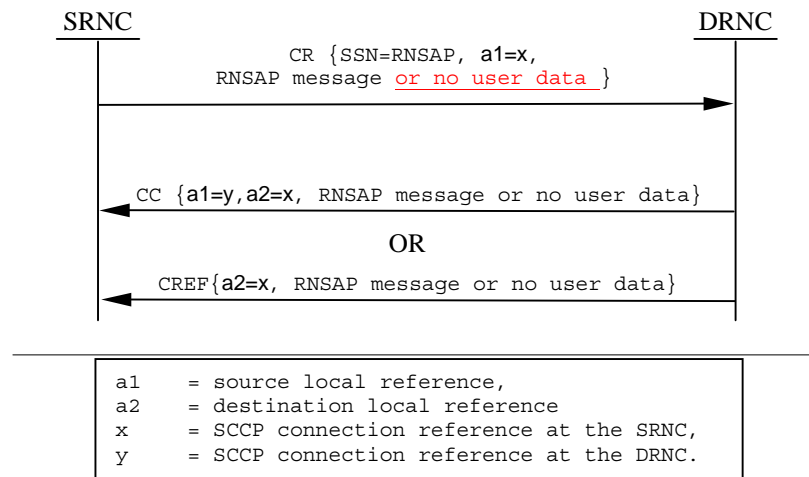 SRNC DRNC
CR {SSN=RNSAP, a1=x,
RNSAP message or no user data }
CC {a1=y,a2=x, RNSAP message or no user data}
OR
CREF{a2=x, RNSAP message or no user data}
a1 = source local reference,
a2 = destination local reference
x = SCCP connection reference at the SRNC,
y = SCCP connection reference at the DRNC.